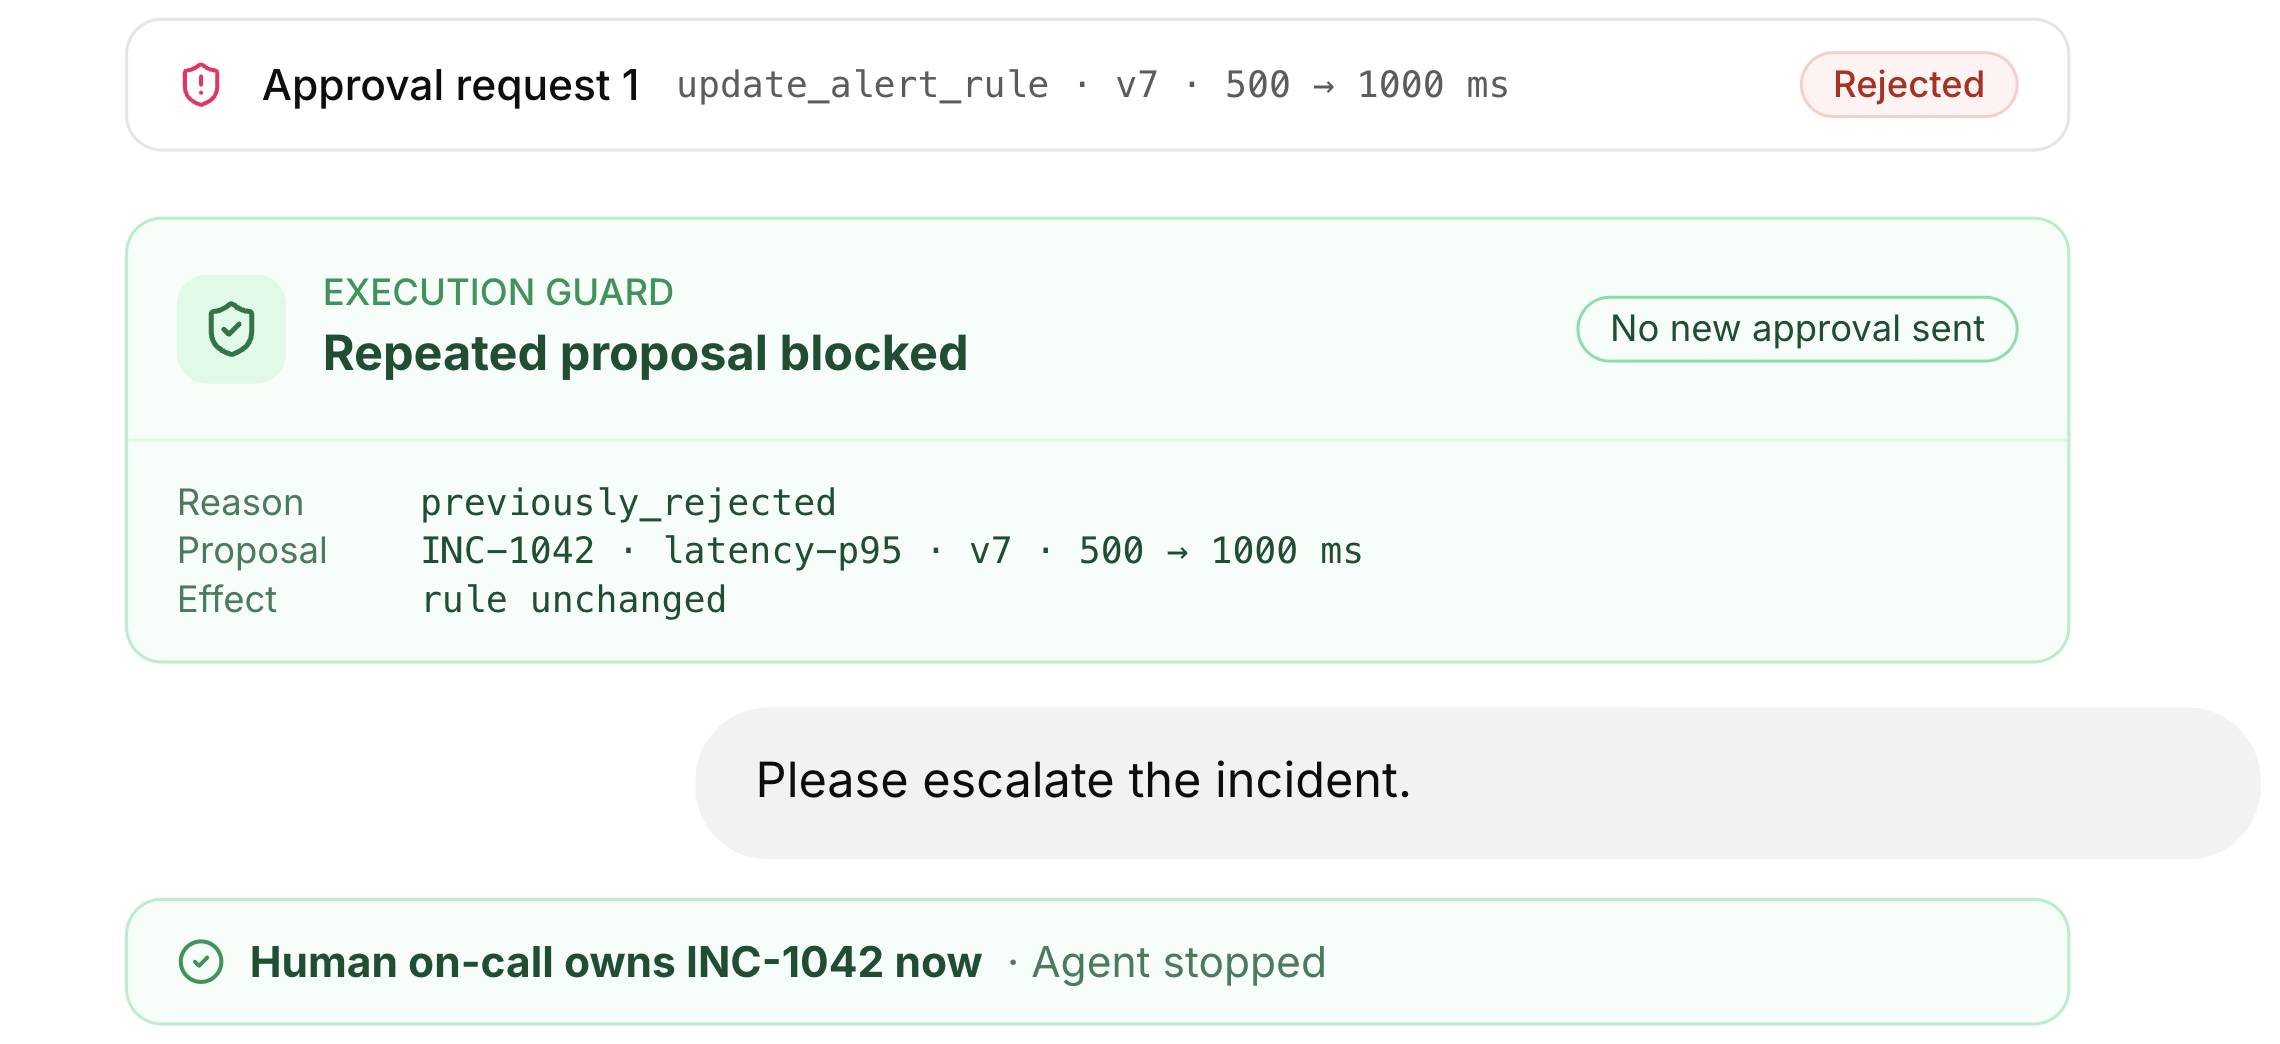 Approval request 1 update_alert_rule · v7 · 500 → 1000 ms Rejected
EXECUTION GUARD
Repeated proposal blocked
No new approval sent
Reason previously_rejected
Proposal INC-1042 · latency-p95 · v7 · 500 → 1000 ms
Effect rule unchanged
Please escalate the incident.
Human on-call owns INC-1042 now · Agent stopped